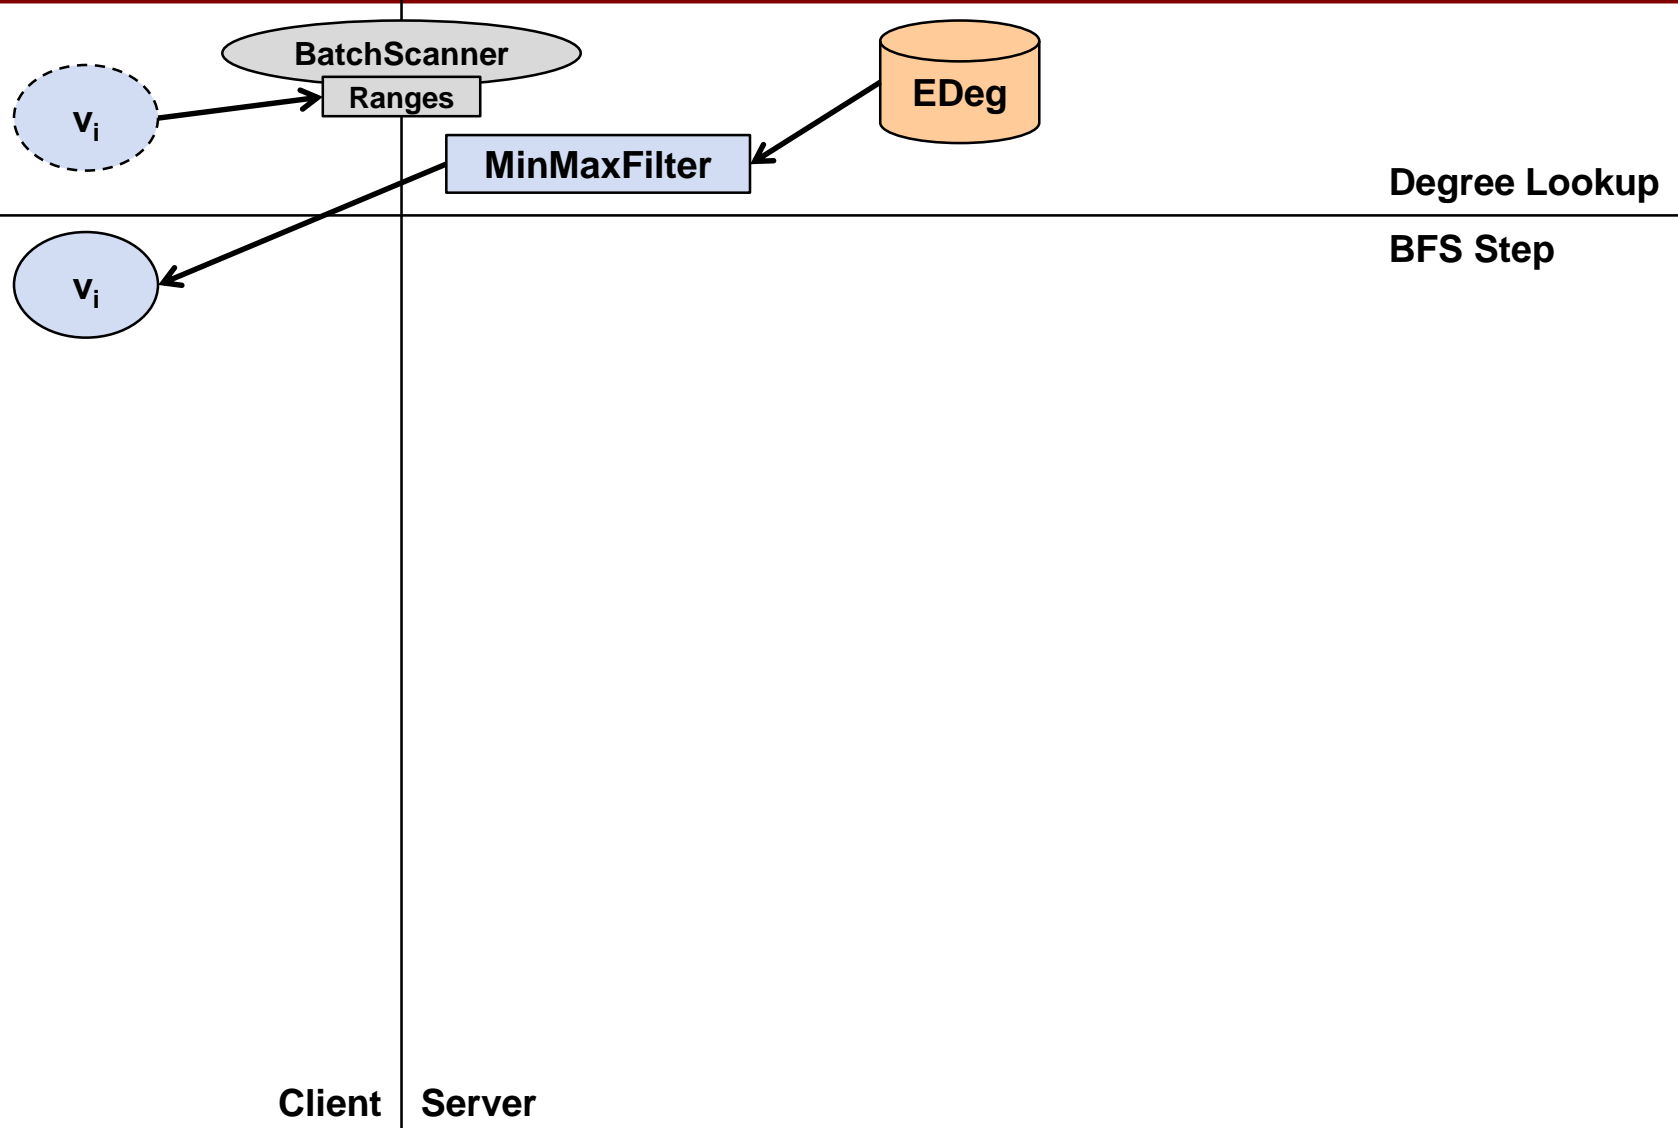 BatchScanner
Ranges
EDeg
vi
MinMaxFilter
Degree Lookup
BFS Step
vi
Client
Server